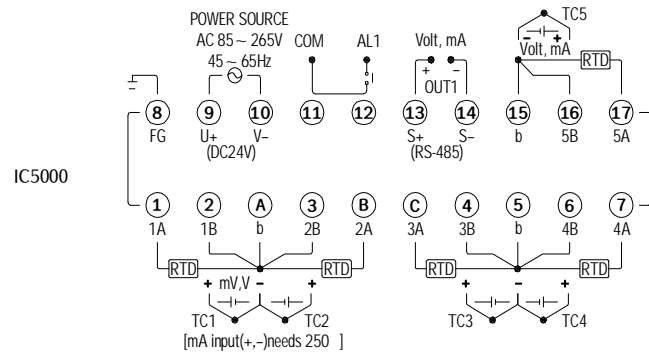 POWER SOURCE
AC 85 ~ 265V
45 ~ 65Hz
COM AL1
Volt, mA
+ −
OUT1
TC5
− +
Volt, mA
RTD
8 9 10 11 12 13 14 15 16 17
FG U+ V− S+ S− b 5B 5A
(DC24V) (RS-485)
IC5000
1 2 A 3 B C 4 5 6 7
1A 1B b 2B 2A 3A 3B b 4B 4A
RTD RTD RTD RTD
+ mV,V − + + − +
TC1 TC2 TC3 TC4
[mA input(+,−)needs 250 ]